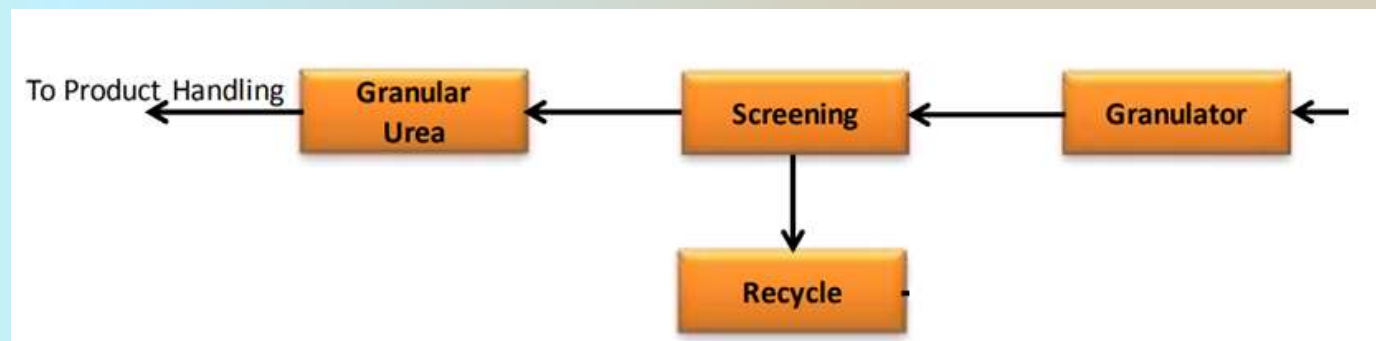 To Product Handling
Granular
Urea
Screening
Granulator
Recycle